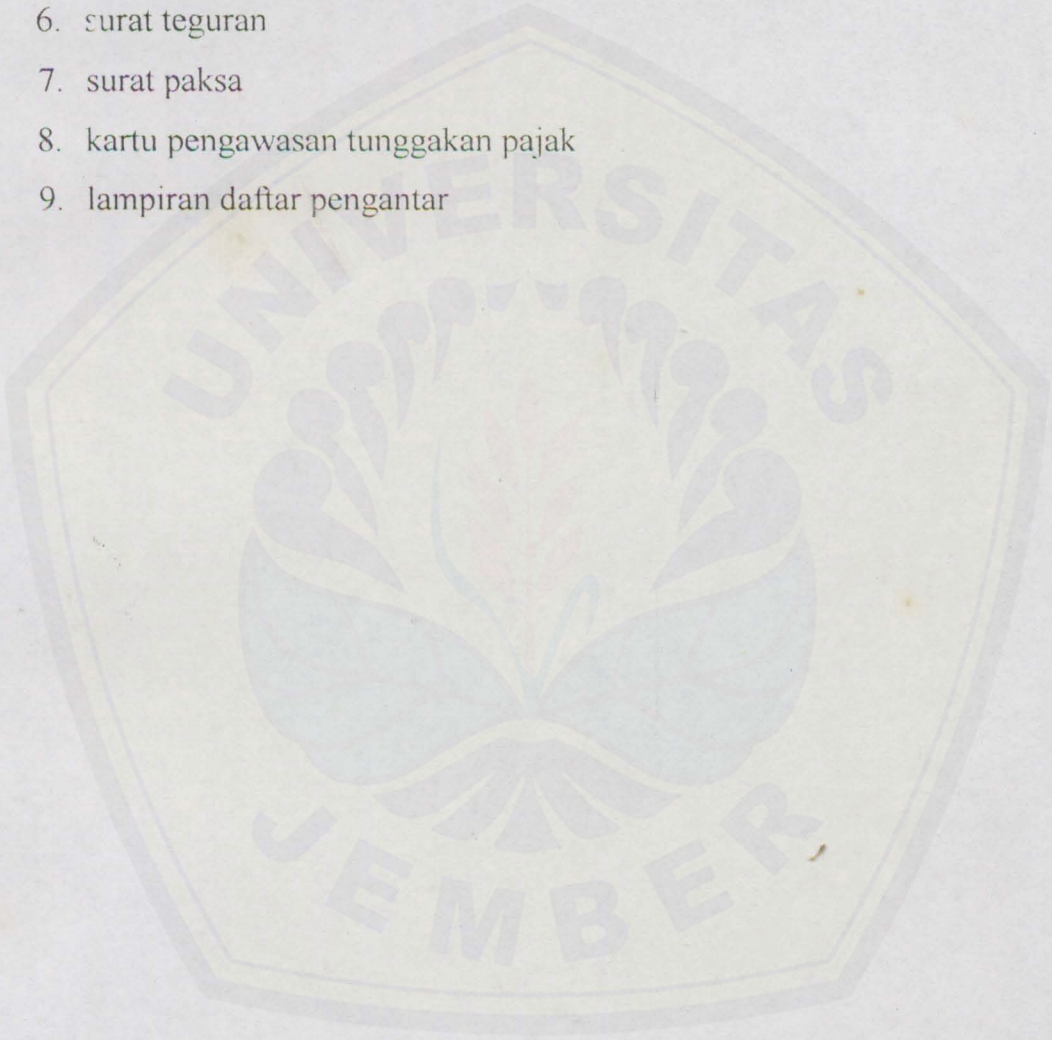 6. surat teguran
7. surat paksa
8. kartu pengawasan tunggakan pajak
9. lampiran daftar pengantar
UNIVERSITAS
JEMBER